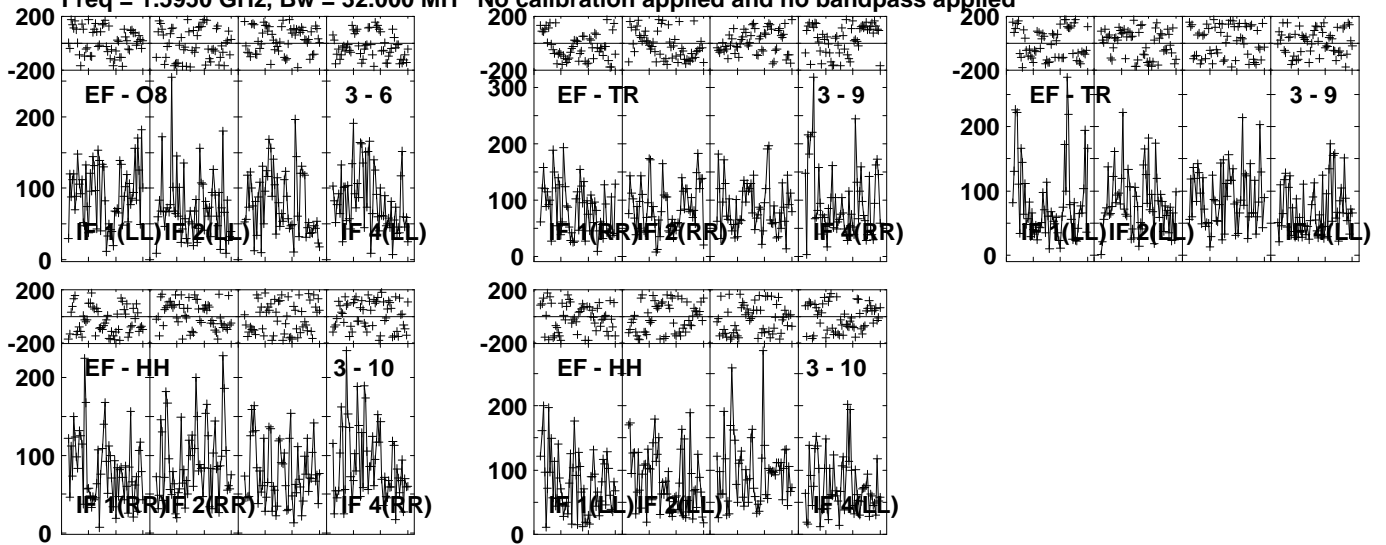 Freq = 1.5950 GHz, Bw = 32.000 MH No calibration applied and no bandpass applied
200
-200
EF - O8
3 - 6
200
100
0
IF 1(LL)
IF 2(LL)
IF 4(LL)
200
-200
EF - TR
3 - 9
300
200
100
0
IF 1(RR)
IF 2(RR)
IF 4(RR)
200
-200
EF - TR
3 - 9
200
100
0
IF 1(LL)
IF 2(LL)
IF 4(LL)
200
-200
EF - HH
3 - 10
200
100
0
IF 1(RR)
IF 2(RR)
IF 4(RR)
200
-200
EF - HH
3 - 10
200
100
0
IF 1(LL)
IF 2(LL)
IF 4(LL)